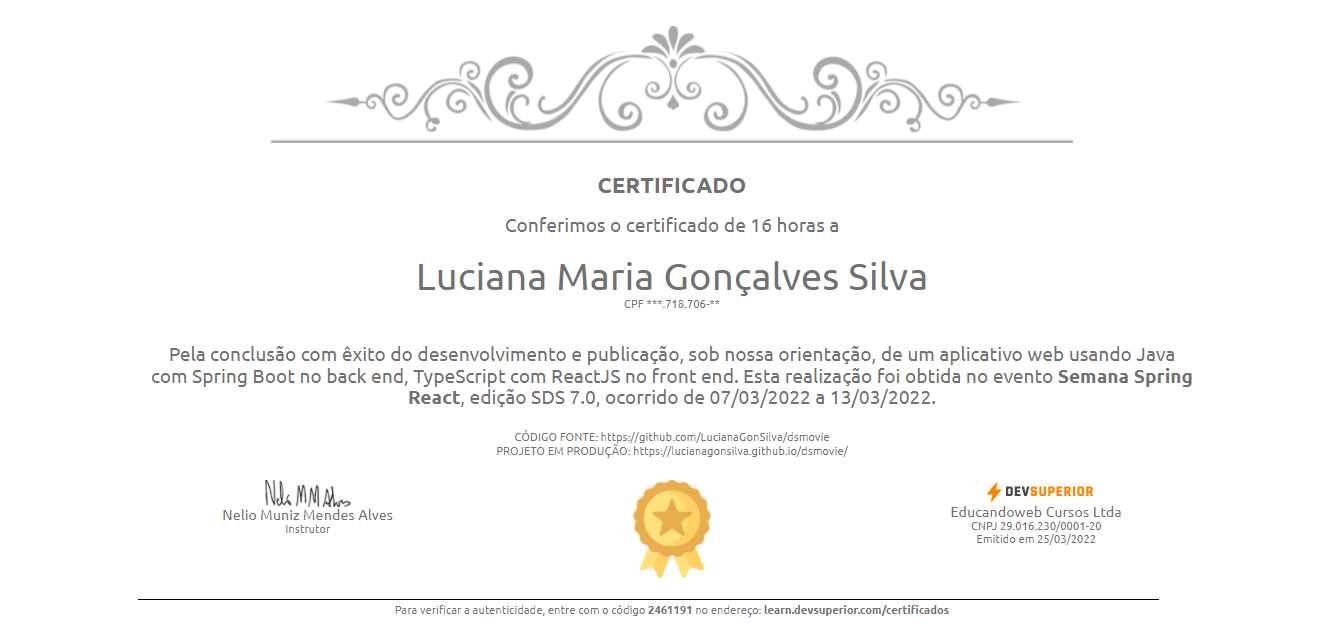 CERTIFICADO
Conferimos o certificado de 16 horas a
Luciana Maria Gonçalves Silva
CPF ***.718.706-**
Pela conclusão com êxito do desenvolvimento e publicação, sob nossa orientação, de um aplicativo web usando Java
com Spring Boot no back end, TypeScript com ReactJS no front end. Esta realização foi obtida no evento Semana Spring
React, edição SDS 7.0, ocorrido de 07/03/2022 a 13/03/2022.
CÓDIGO FONTE: https://github.com/LucianaGonSilva/dsmovie
PROJETO EM PRODUÇÃO: https://lucianagonsilva.github.io/dsmovie/
Nelio Muniz Mendes Alves
Instrutor
DEVSUPERIOR
Educandoweb Cursos Ltda
CNPJ 29.016.230/0001-20
Emitido em 25/03/2022
Para verificar a autenticidade, entre com o código 2461191 no endereço: learn.devsuperior.com/certificados